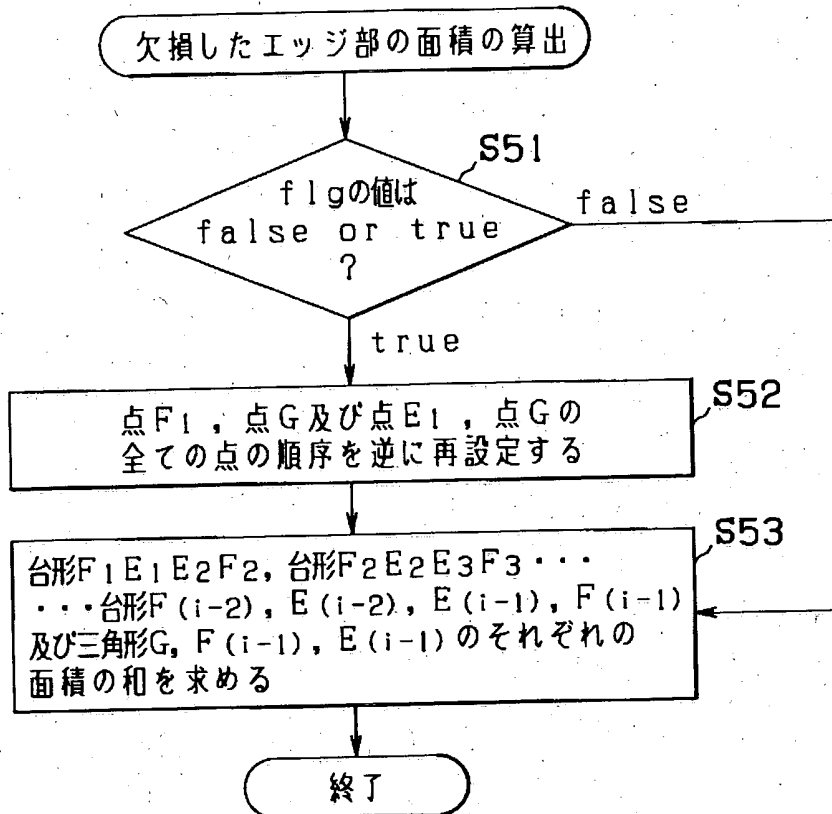 欠損したエッジ部の面積の算出
S51
flgの値は
false or true
?
false
true
S52
点F1,点G及び点E1,点Gの
全ての点の順序を逆に再設定する
S53
台形F1E1E2F2,台形F2E2E3F3・・・
・・・台形F(i-2),E(i-2),E(i-1),F(i-1)
及び三角形G,F(i-1),E(i-1)のそれぞれの
面積の和を求める
終了